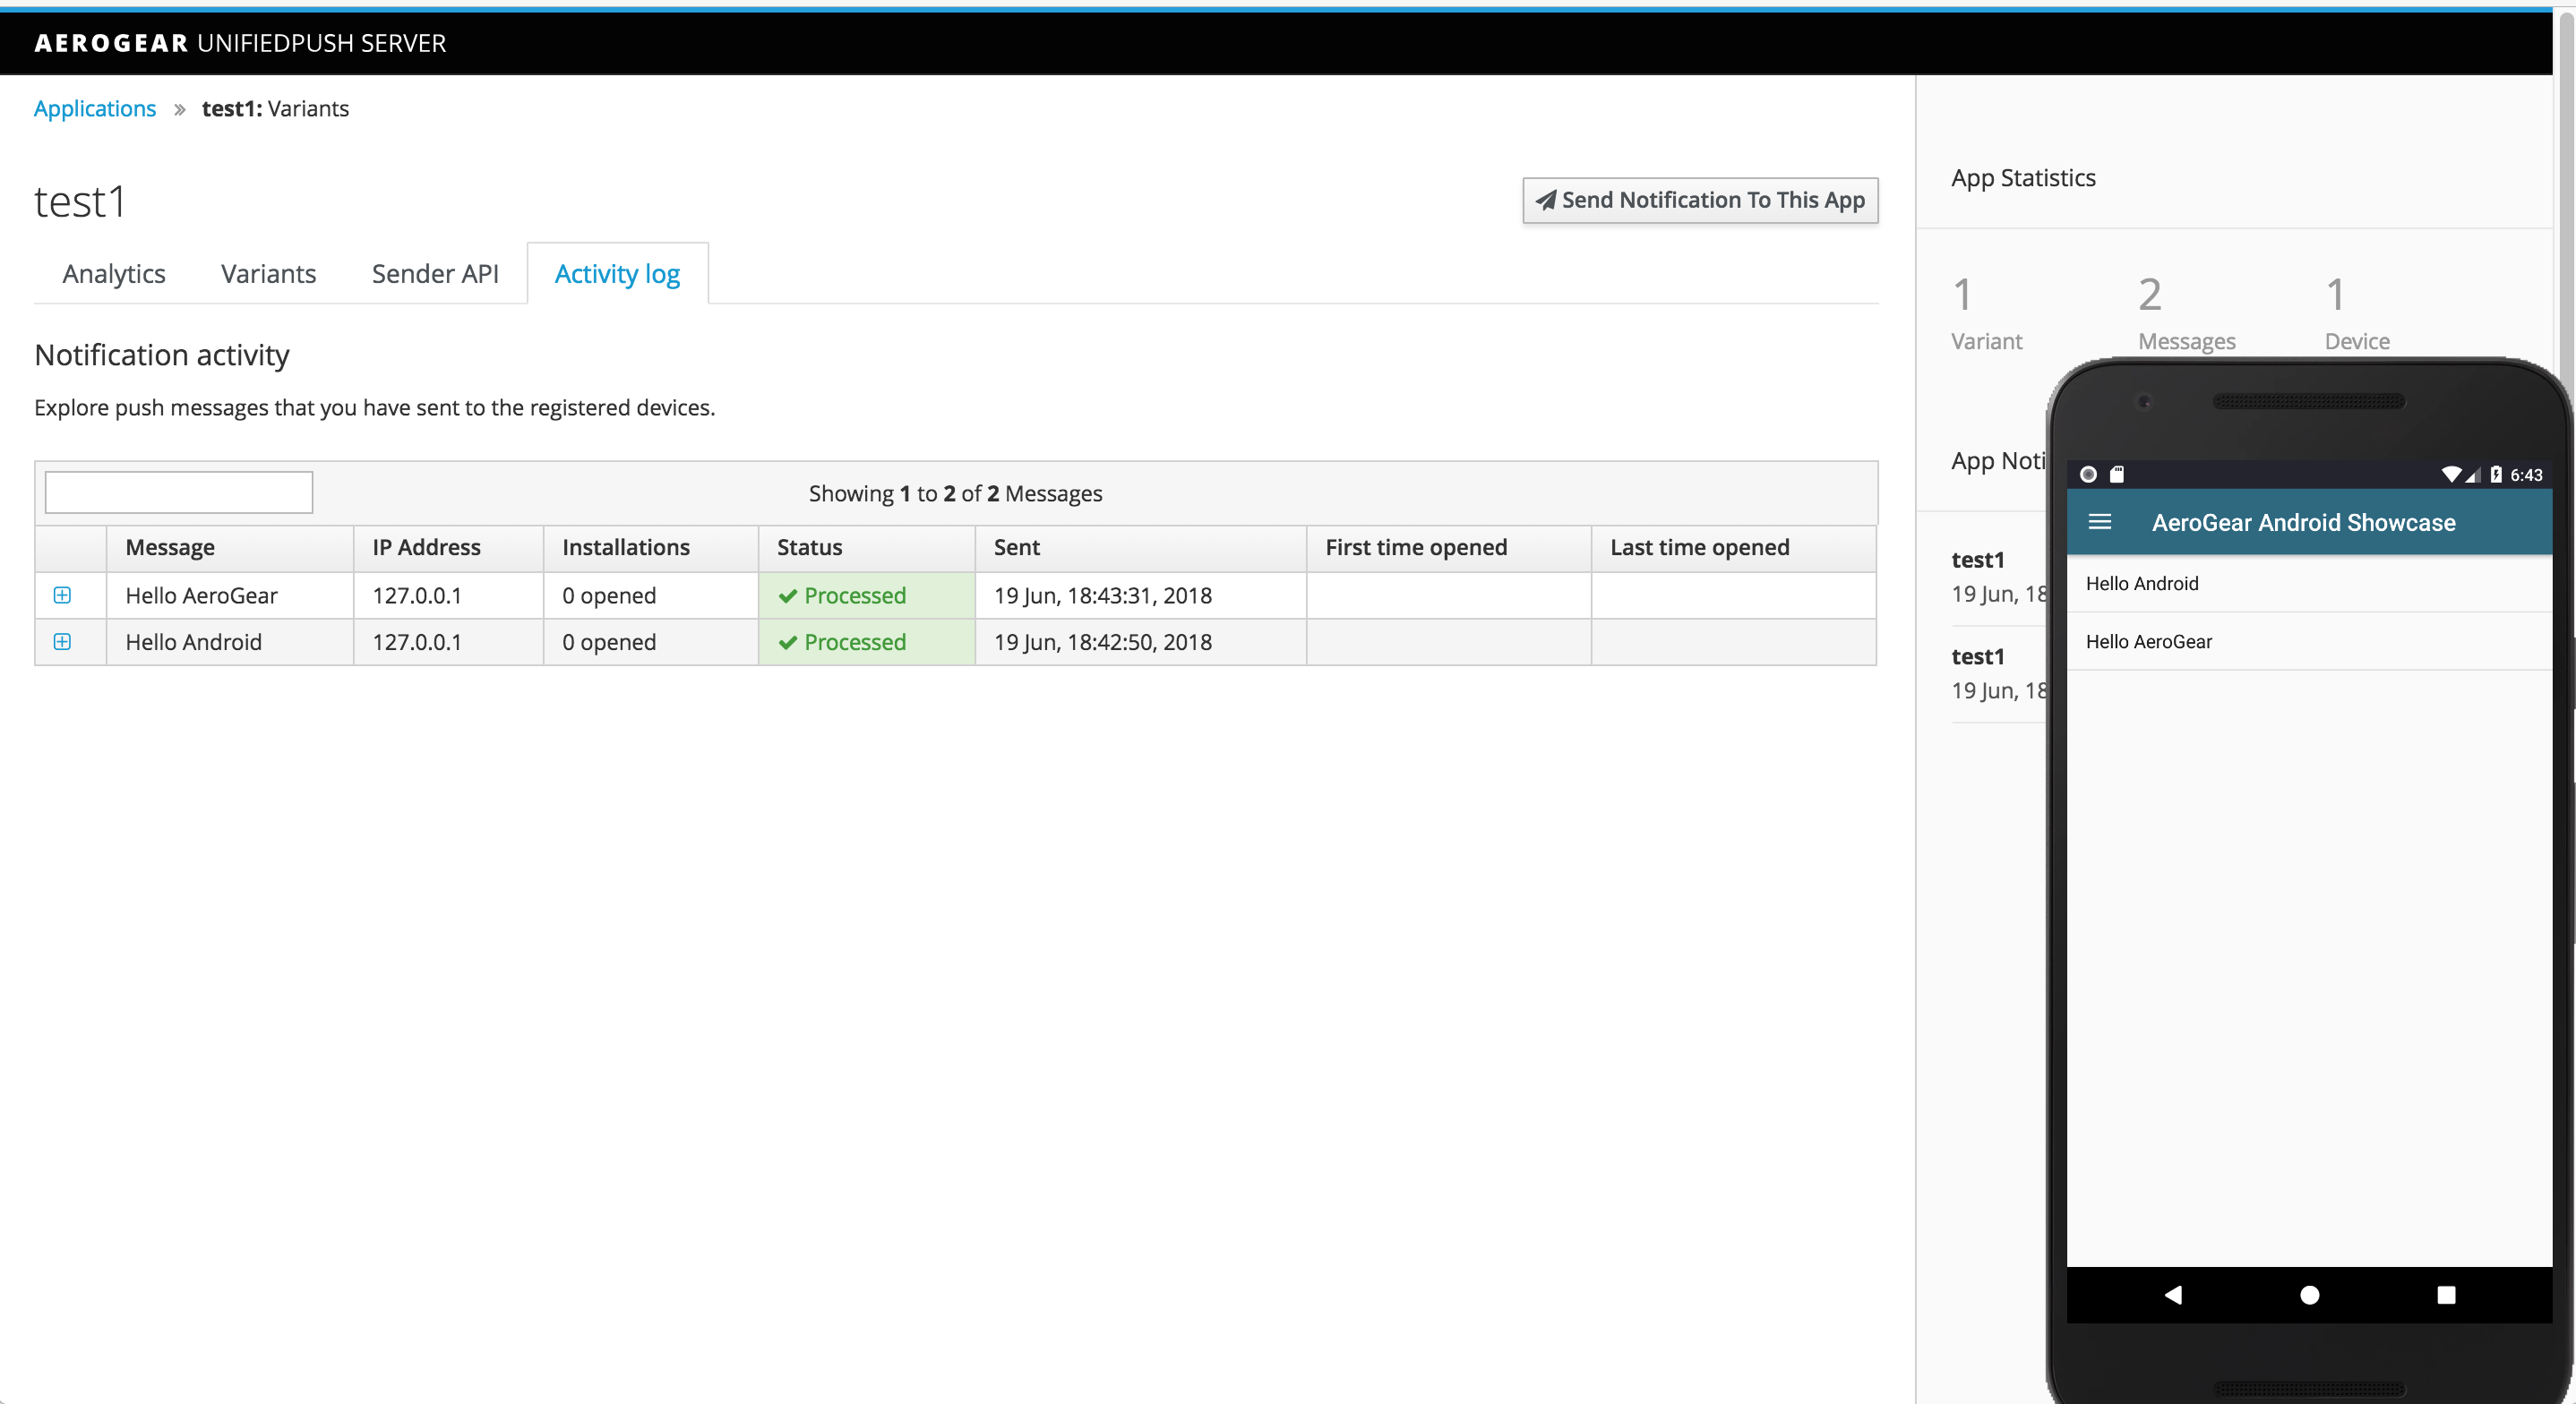 AEROGEAR UNIFIEDPUSH SERVER
Applications » test1: Variants
test1
Send Notification To This App
Analytics Variants Sender API Activity log
Notification activity
Explore push messages that you have sent to the registered devices.
Showing 1 to 2 of 2 Messages
Message IP Address Installations Status Sent First time opened Last time opened
Hello AeroGear 127.0.0.1 0 opened Processed 19 Jun, 18:43:31, 2018
Hello Android 127.0.0.1 0 opened Processed 19 Jun, 18:42:50, 2018
App Statistics
1 2 1
Variant Messages Device
App Noti
test1
19 Jun, 18
test1
19 Jun, 18
6:43
AeroGear Android Showcase
Hello Android
Hello AeroGear